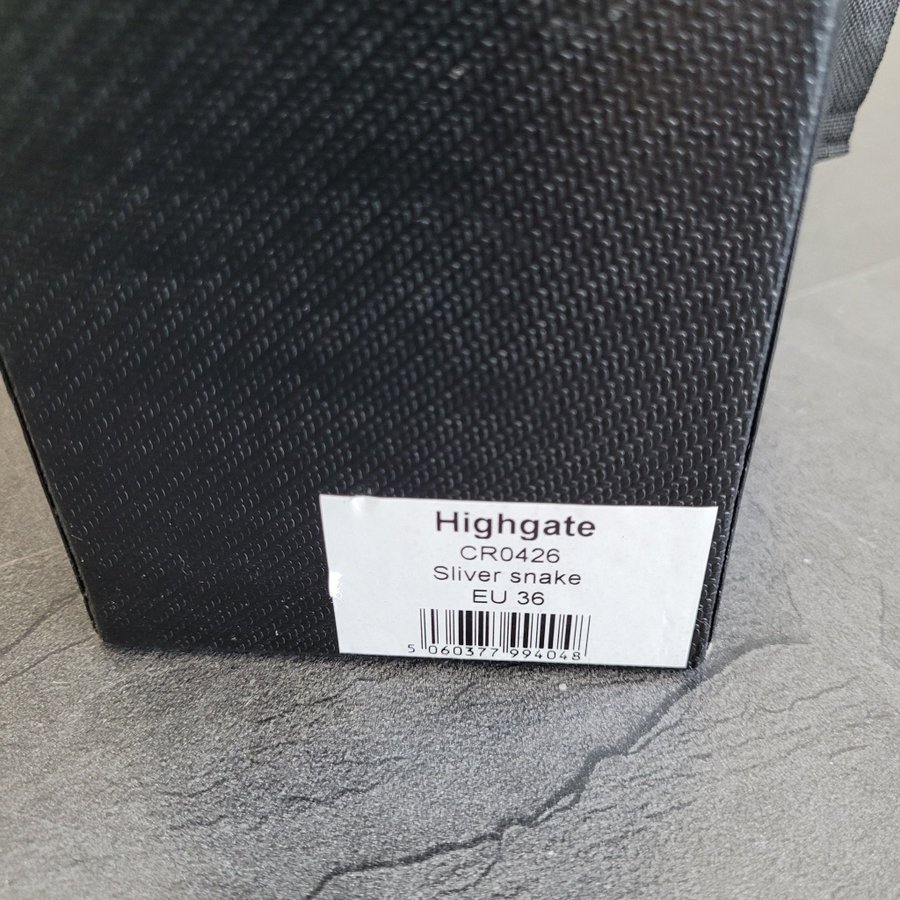 Highgate
CR0426
Sliver snake
EU 36
5 060377 994048